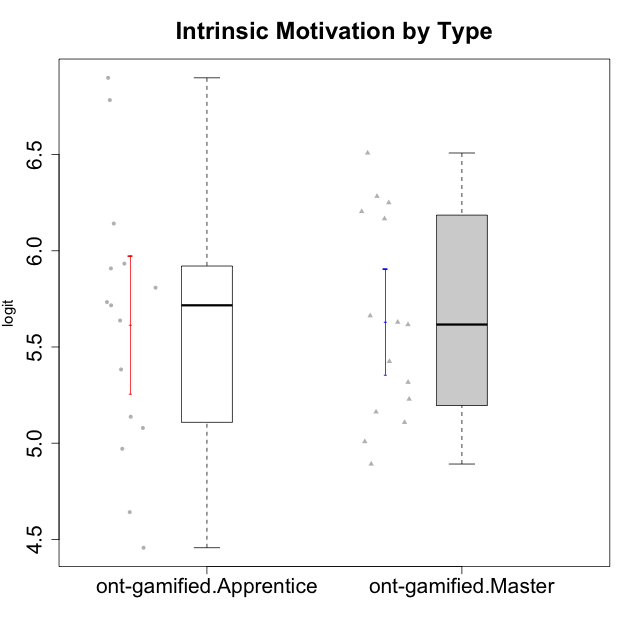 Intrinsic Motivation by Type
logit
6.5
6.0
5.5
5.0
4.5
ont-gamified.Apprentice
ont-gamified.Master